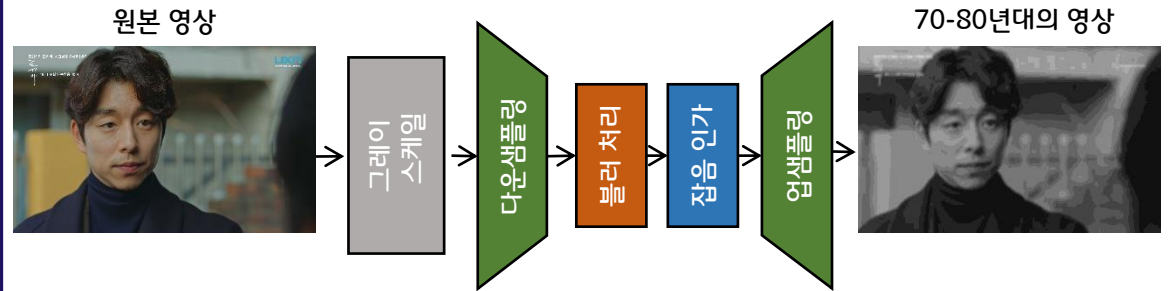 원본 영상
70-80년대의 영상
그레이
스케일
다운샘플링
블러 처리
잡음 인가
업샘플링